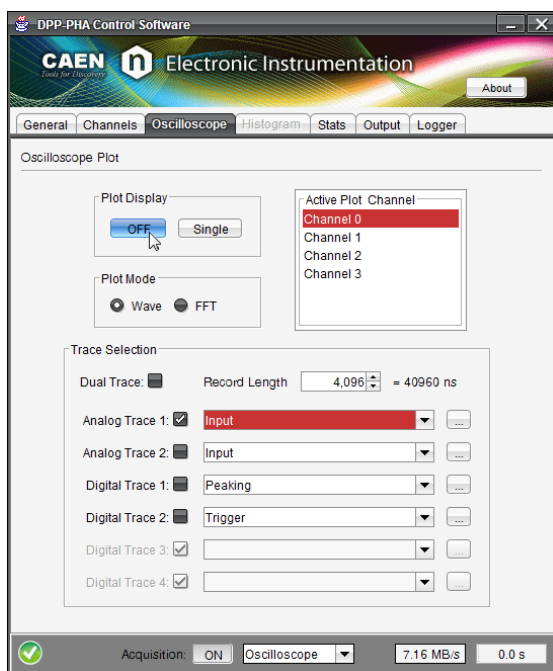 DPP-PHA Control Software
CAEN n Electronic Instrumentation
Tools for Discovery
About
General Channels Oscilloscope Histogram Stats Output Logger
Oscilloscope Plot
Plot Display
OFF Single
Active Plot Channel
Channel 0
Channel 1
Channel 2
Channel 3
Plot Mode
Wave FFT
Trace Selection
Dual Trace: Record Length 4,096 = 40960 ns
Analog Trace 1: Input ...
Analog Trace 2: Input ...
Digital Trace 1: Peaking ...
Digital Trace 2: Trigger ...
Digital Trace 3: ...
Digital Trace 4: ...
Acquisition: ON Oscilloscope 7.16 MB/s 0.0 s